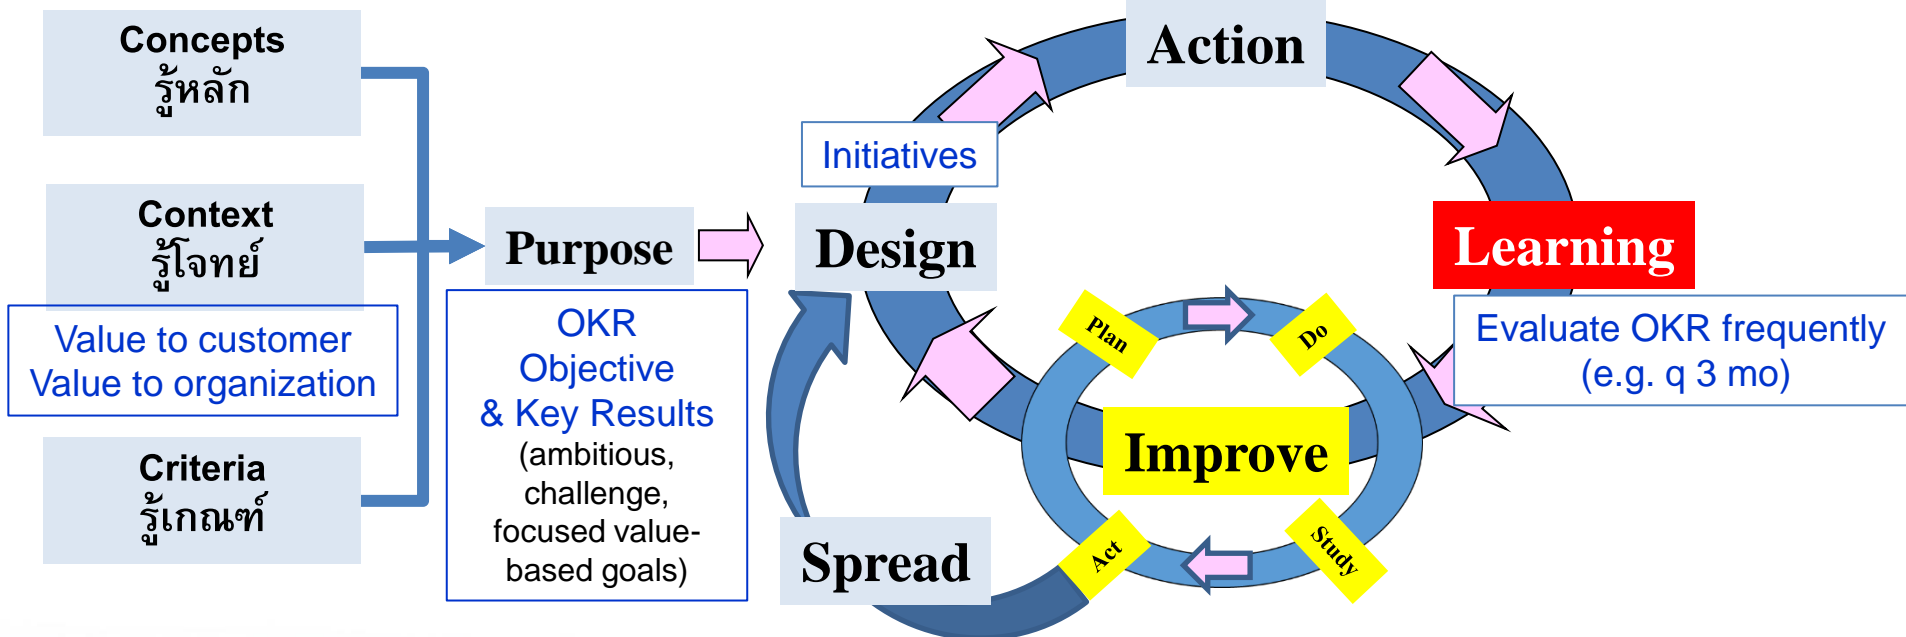 Concepts
รู้หลัก
Context
รู้โจทย์
Value to customer
Value to organization
Criteria
รู้เกณฑ์
Purpose
OKR
Objective
& Key Results
(ambitious,
challenge,
focused value-
based goals)
Action
Initiatives
Design
Learning
Evaluate OKR frequently
(e.g. q 3 mo)
Plan
Do
Improve
Act
Study
Spread